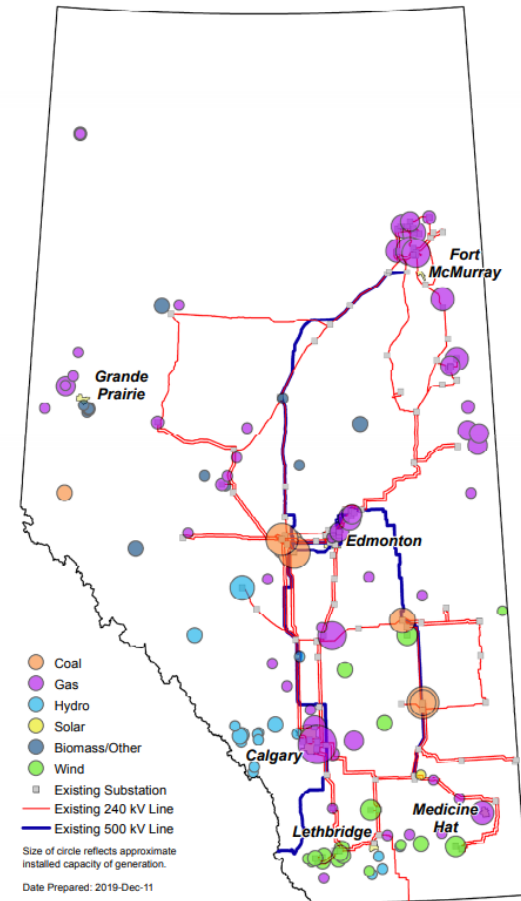 Fort
McMurray
Grande
Prairie
Edmonton
Coal
Gas
Hydro
Solar
Biomass/Other
Wind
Calgary
Existing Substation
Existing 240 kV Line
Existing 500 kV Line
Lethbridge
Medicine
Hat
Size of circle reflects approximate
installed capacity of generation.
Date Prepared: 2019-Dec-11